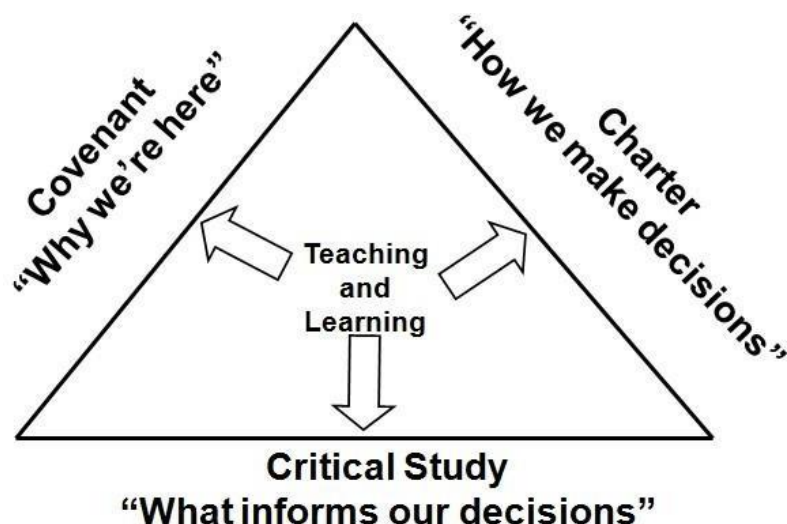 Covenant
“Why we’re here”
Charter
“How we make decisions”
Teaching
and
Learning
Critical Study
“What informs our decisions”